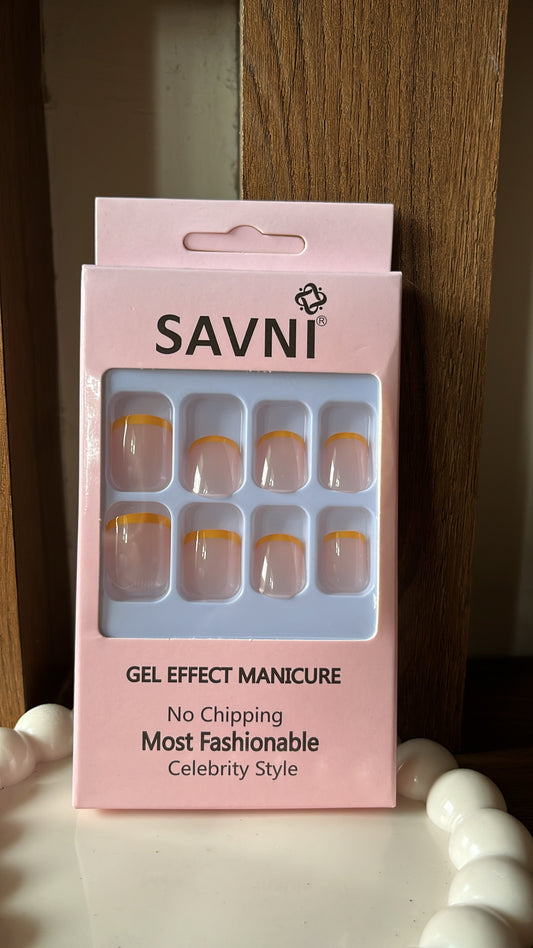 SAVNI®
GEL EFFECT MANICURE
No Chipping
Most Fashionable
Celebrity Style